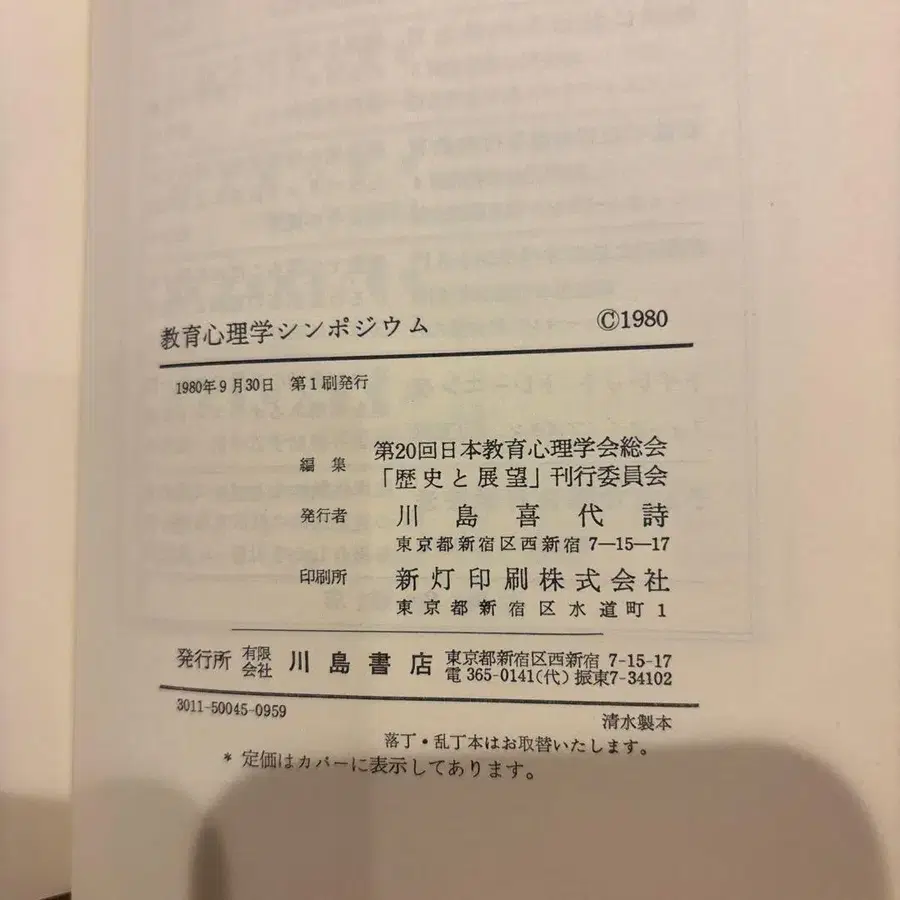 教育心理学シンポジウム ©1980
1980年9月30日 第1刷発行
編集 第20回日本教育心理学会総会
「歴史と展望」刊行委員会
発行者 川島喜代詩
東京都新宿区西新宿 7—15—17
印刷所 新灯印刷株式会社
東京都新宿区水道町 1
発行所 有限会社 川島書店 東京都新宿区西新宿 7-15-17
電 365-0141(代) 振東7-34102
3011-50045-0959 清水製本
落丁・乱丁本はお取替いたします。
* 定価はカバーに表示してあります。